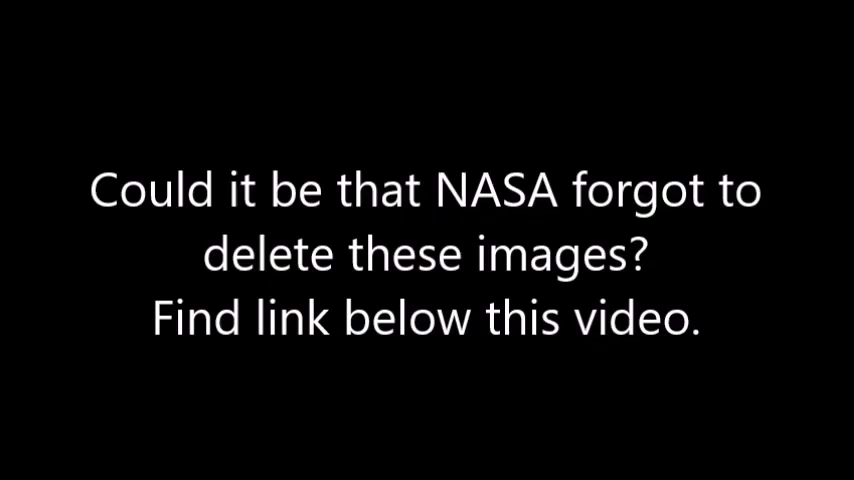 Could it be that NASA forgot to
delete these images?
Find link below this video.